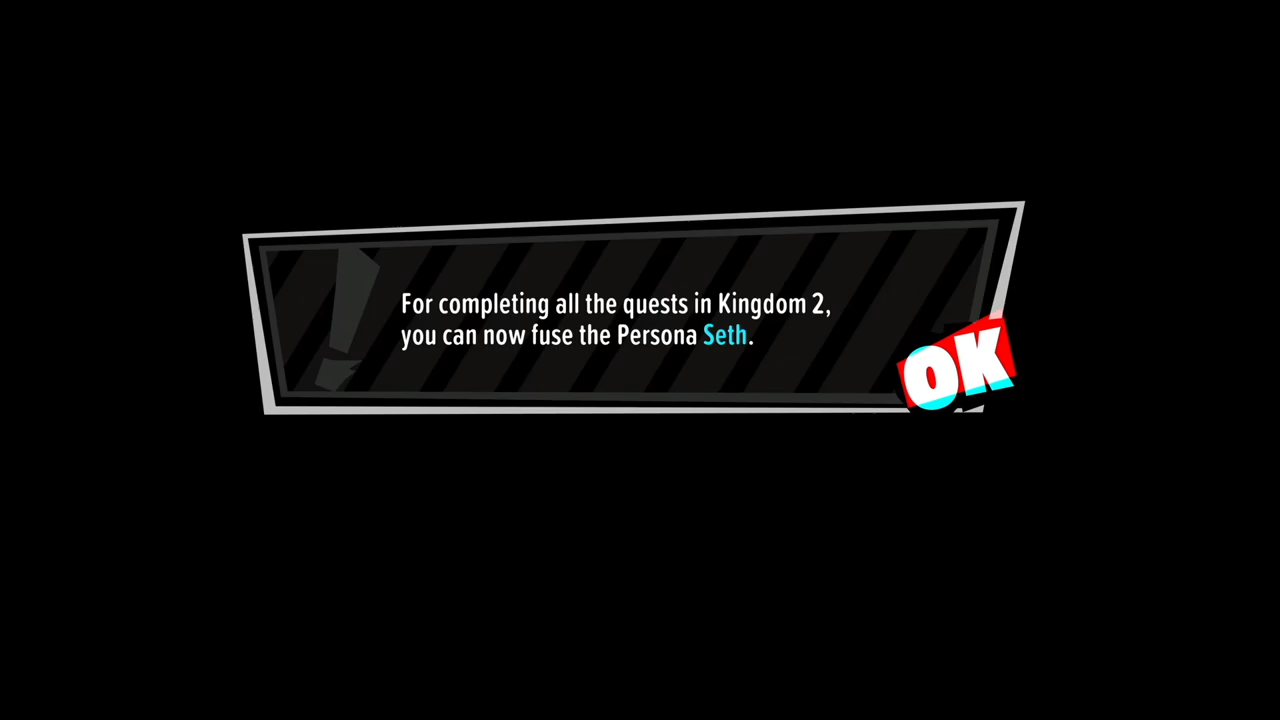 For completing all the quests in Kingdom 2,
you can now fuse the Persona Seth.
OK